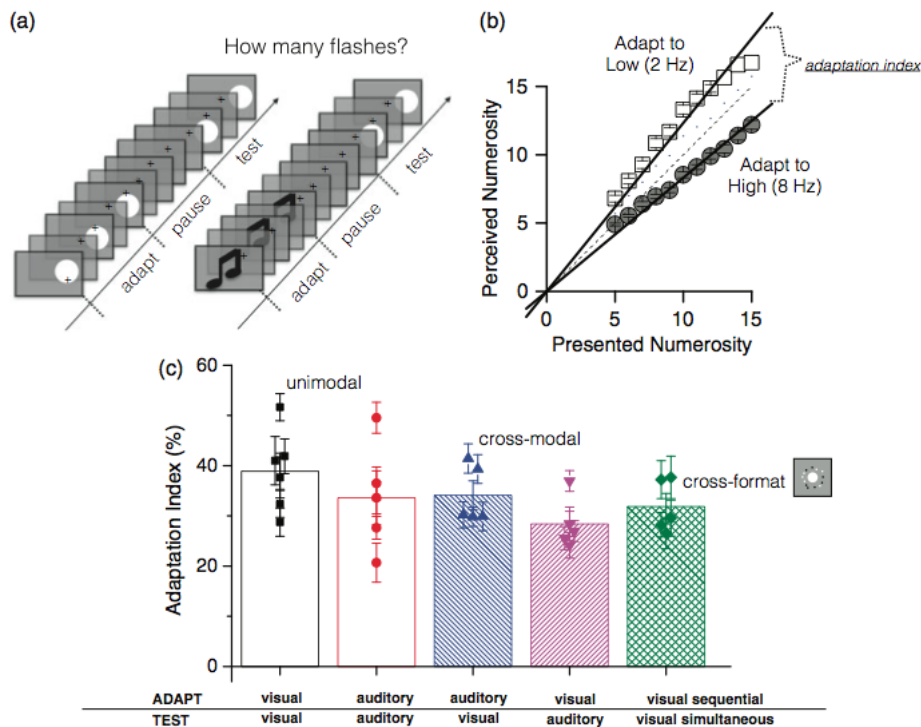 (a)
How many flashes?
adapt
pause
test
adapt
pause
test
(b)
Adapt to
Low (2 Hz)
adaptation index
Adapt to
High (8 Hz)
Perceived Numerosity
15
10
5
0
0 5 10 15
Presented Numerosity
(c)
unimodal
cross-modal
cross-format
Adaptation Index (%)
60
40
20
0
ADAPT visual auditory auditory visual visual sequential
TEST visual auditory visual auditory visual simultaneous